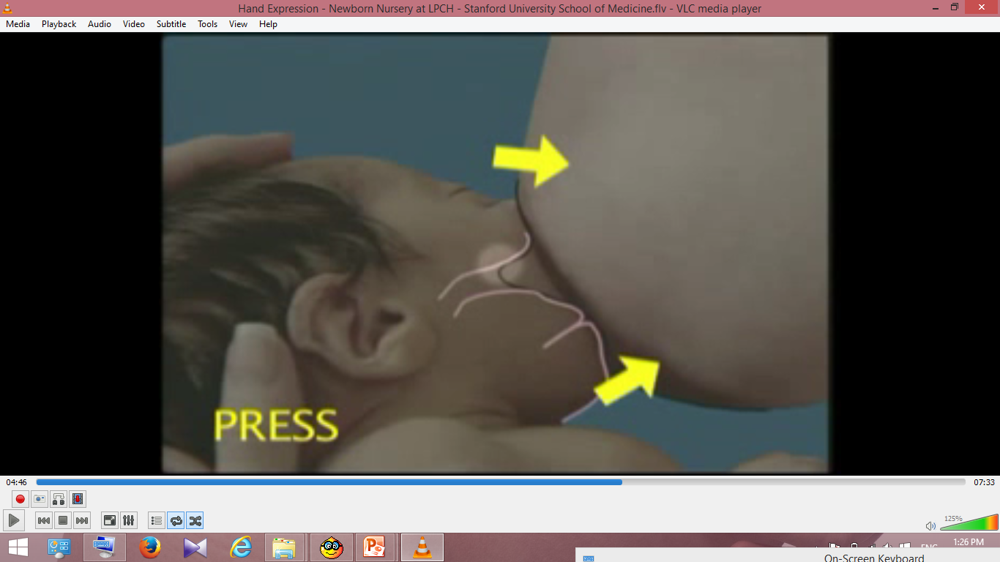 Hand Expression - Newborn Nursery at LPCH - Stanford University School of Medicine.flv - VLC media player
Media Playback Audio Video Subtitle Tools View Help
PRESS
04:46 07:33
125%
1:26 PM
On-Screen Keyboard